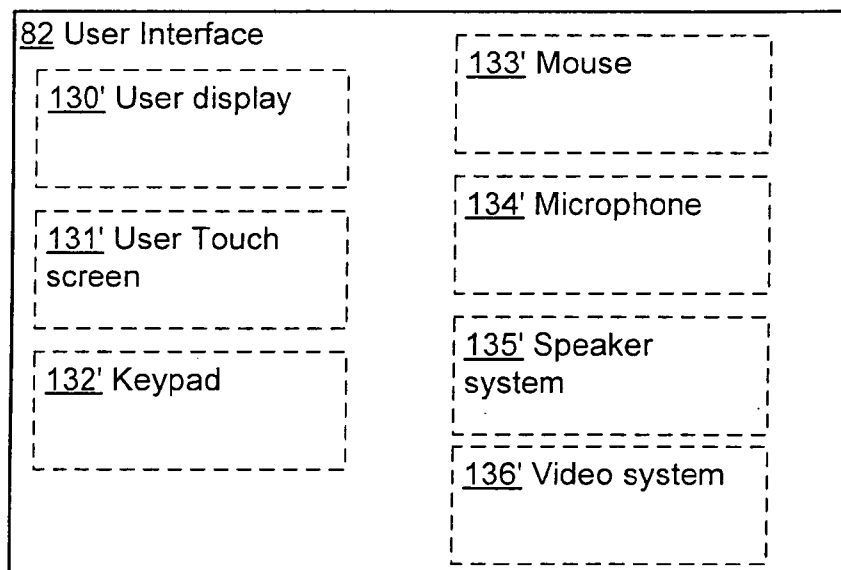 82 User Interface
130' User display
131' User Touch
screen
132' Keypad
133' Mouse
134' Microphone
135' Speaker
system
136' Video system